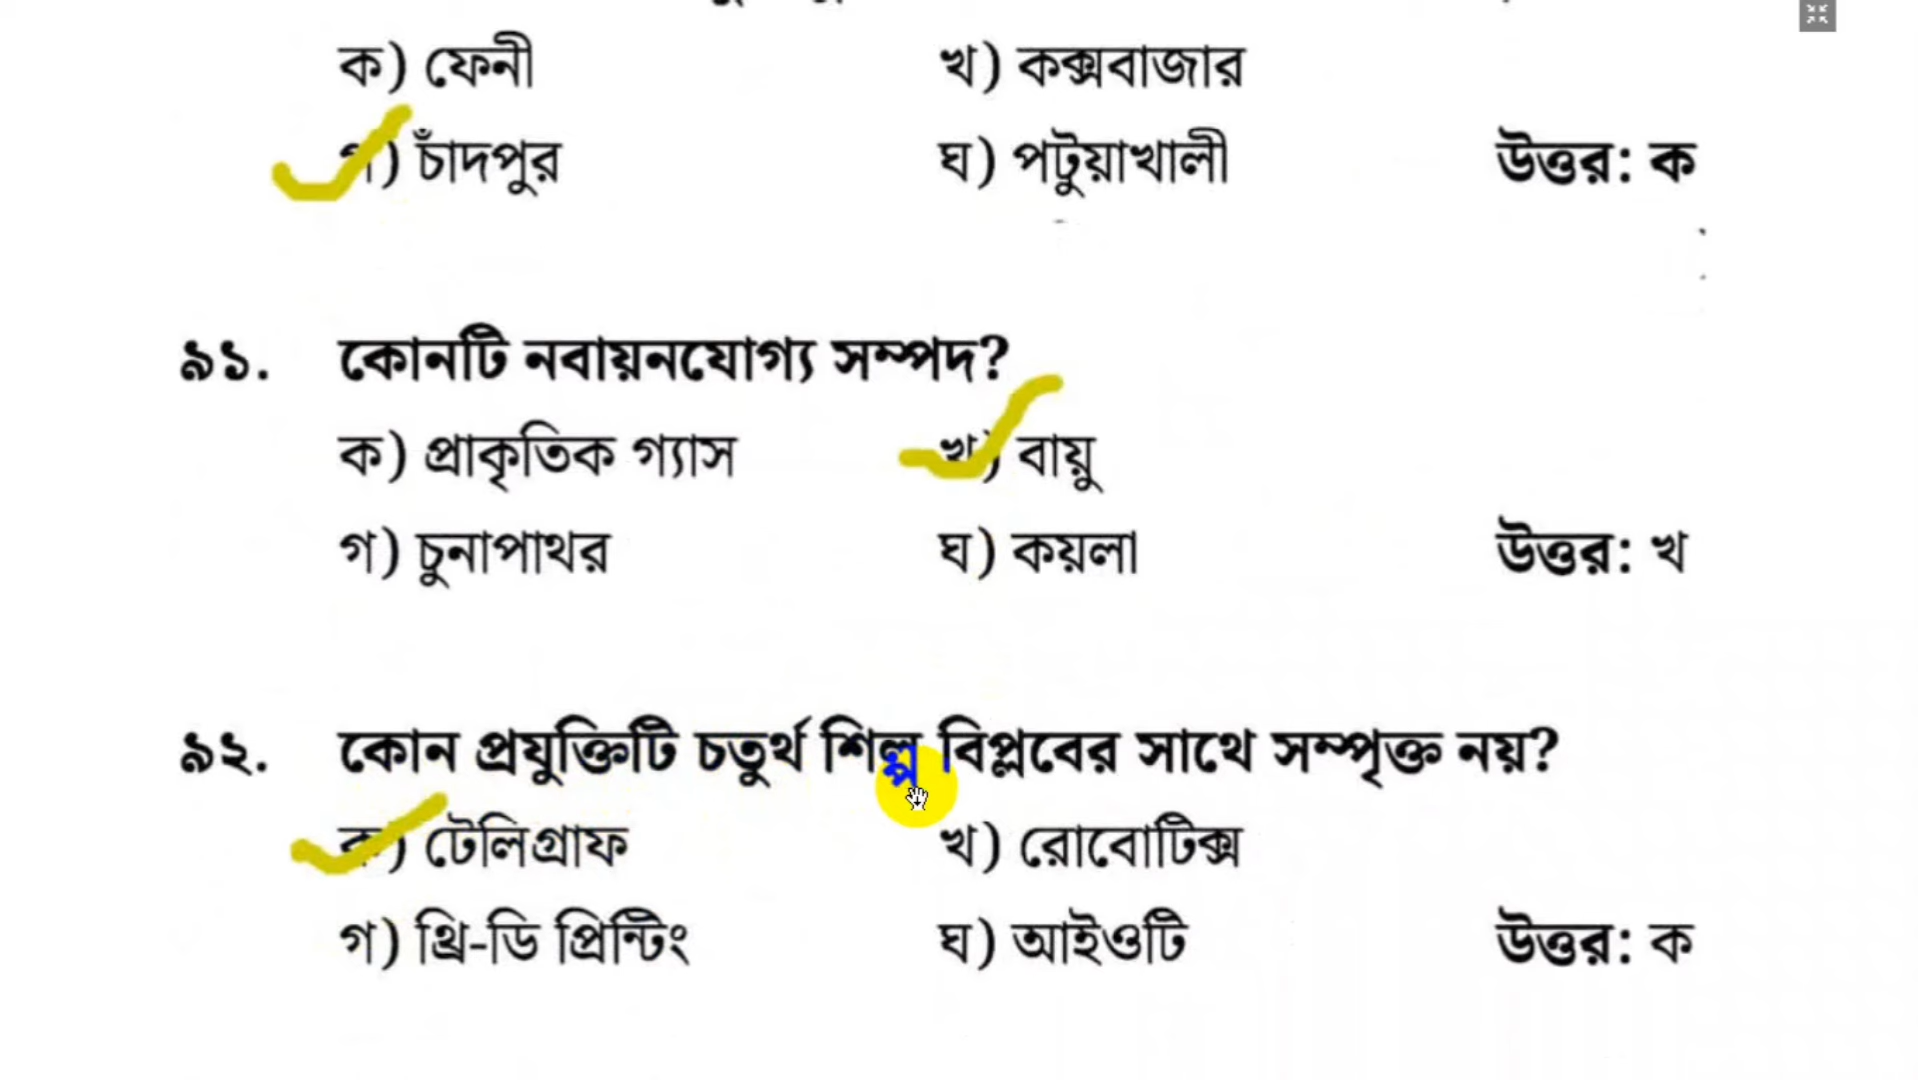 ক) ফেনী খ) কক্সবাজার
গ) চাঁদপুর ঘ) পটুয়াখালী উত্তর: ক
৯১. কোনটি নবায়নযোগ্য সম্পদ?
ক) প্রাকৃতিক গ্যাস খ) বায়ু
গ) চুনাপাথর ঘ) কয়লা উত্তর: খ
৯২. কোন প্রযুক্তিটি চতুর্থ শিল্প বিপ্লবের সাথে সম্পৃক্ত নয়?
ক) টেলিগ্রাফ খ) রোবোটিক্স
গ) থ্রি-ডি প্রিন্টিং ঘ) আইওটি উত্তর: ক